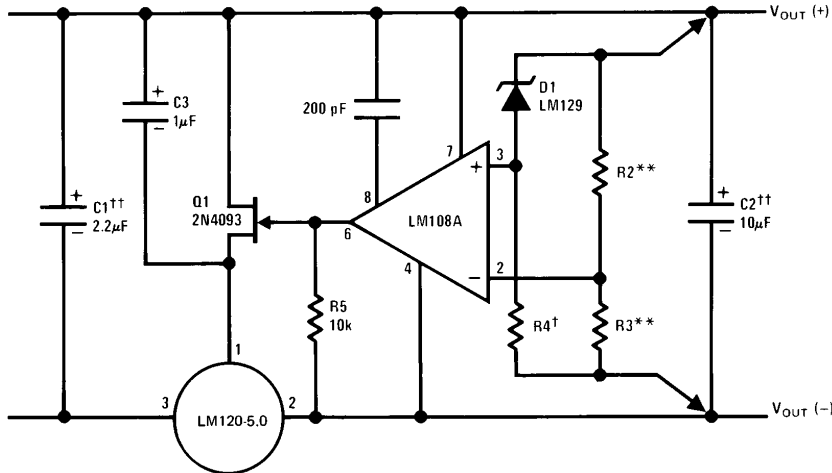 V_OUT (+)
C3
1µF
+
−
200 pF
D1
LM129
7
3
+
R2**
C1††
2.2µF
+
−
Q1
2N4093
8
6
LM108A
4
−
2
C2††
10µF
+
−
R5
10k
R4†
R3**
1
3
LM120-5.0
2
V_OUT (−)